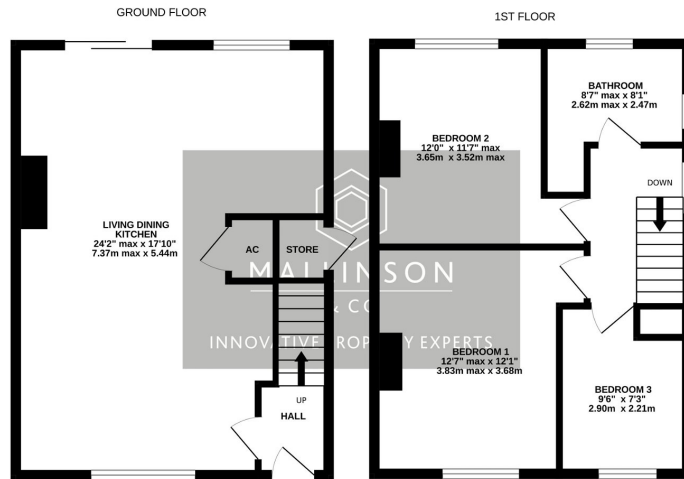 GROUND FLOOR
LIVING DINING
KITCHEN
24'2" max x 17'10"
7.37m max x 5.44m
AC
STORE
UP
HALL
1ST FLOOR
BEDROOM 2
12'0" x 11'7" max
3.65m x 3.52m max
BATHROOM
8'7" max x 8'1"
2.62m max x 2.47m
DOWN
BEDROOM 1
12'7" max x 12'1"
3.83m max x 3.68m
BEDROOM 3
9'6" x 7'3"
2.90m x 2.21m
MALLINSON
& CO
INNOVATIVE PROPERTY EXPERTS